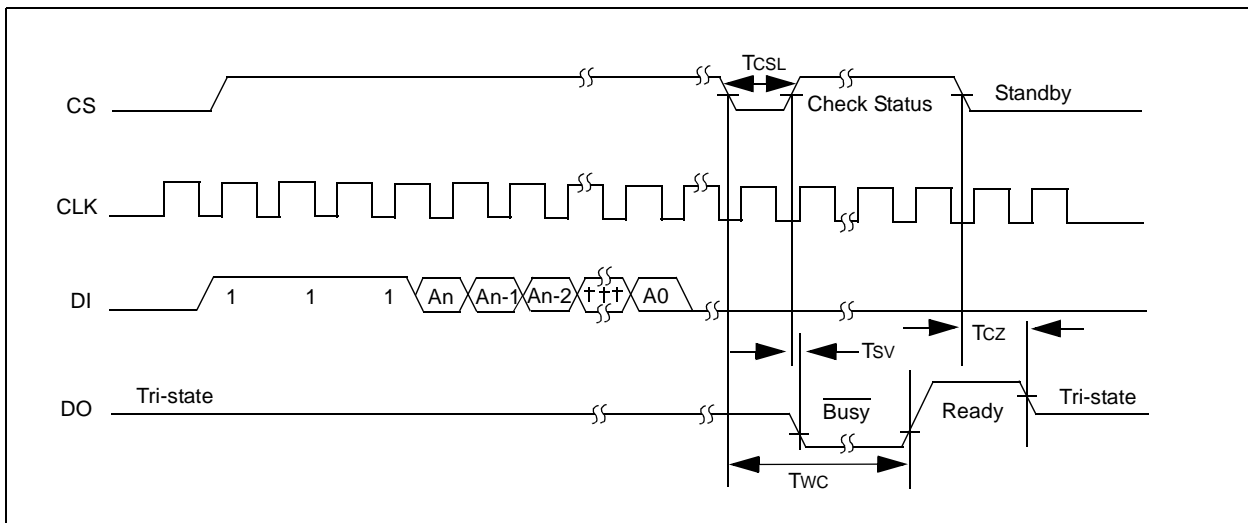 TCSL
CS
Check Status
Standby
CLK
DI
1 1 1 An An-1 An-2 ††† A0
TSV
TCZ
DO
Tri-state
Busy
Ready
Tri-state
TWC